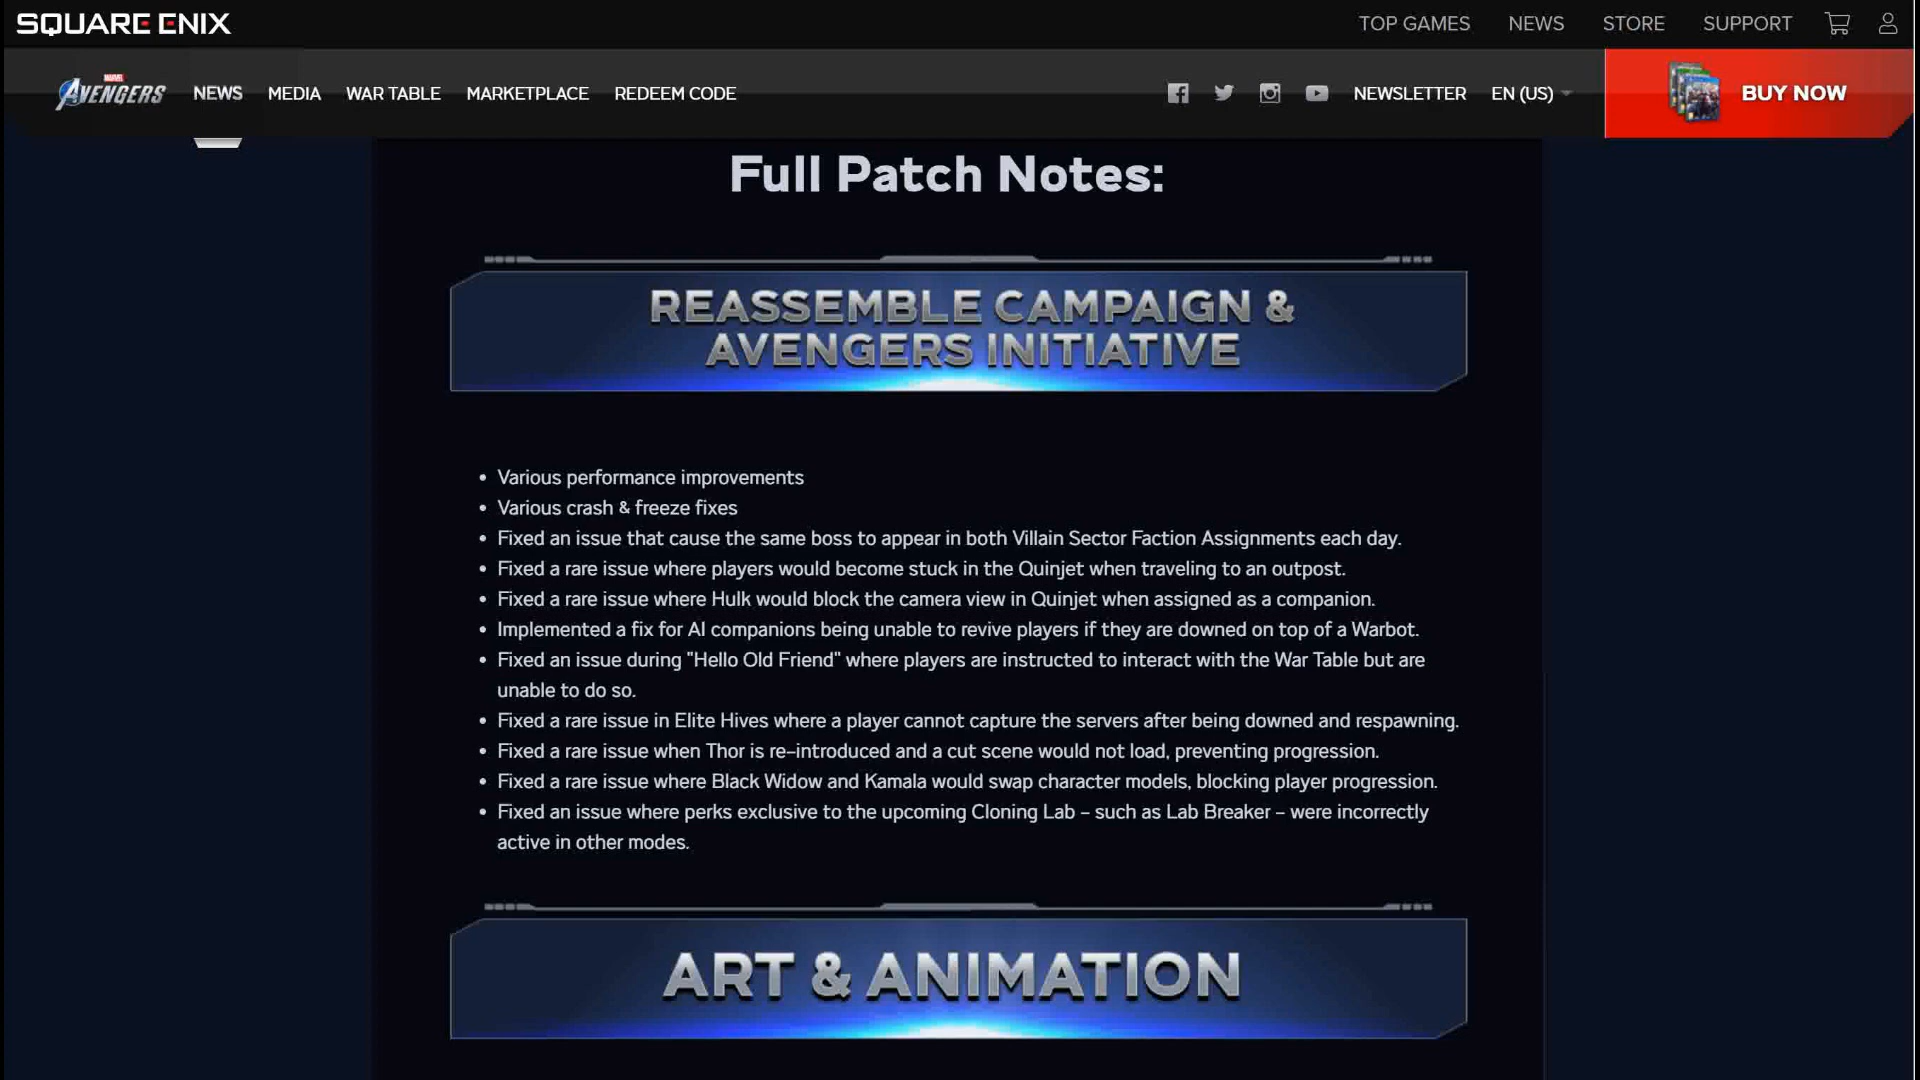 SQUARE ENIX
TOP GAMES NEWS STORE SUPPORT
MARVEL
AVENGERS
NEWS MEDIA WAR TABLE MARKETPLACE REDEEM CODE NEWSLETTER EN (US) BUY NOW
Full Patch Notes:
REASSEMBLE CAMPAIGN &
AVENGERS INITIATIVE
• Various performance improvements
• Various crash & freeze fixes
• Fixed an issue that cause the same boss to appear in both Villain Sector Faction Assignments each day.
• Fixed a rare issue where players would become stuck in the Quinjet when traveling to an outpost.
• Fixed a rare issue where Hulk would block the camera view in Quinjet when assigned as a companion.
• Implemented a fix for AI companions being unable to revive players if they are downed on top of a Warbot.
• Fixed an issue during "Hello Old Friend" where players are instructed to interact with the War Table but are
unable to do so.
• Fixed a rare issue in Elite Hives where a player cannot capture the servers after being downed and respawning.
• Fixed a rare issue when Thor is re-introduced and a cut scene would not load, preventing progression.
• Fixed a rare issue where Black Widow and Kamala would swap character models, blocking player progression.
• Fixed an issue where perks exclusive to the upcoming Cloning Lab – such as Lab Breaker – were incorrectly
active in other modes.
ART & ANIMATION